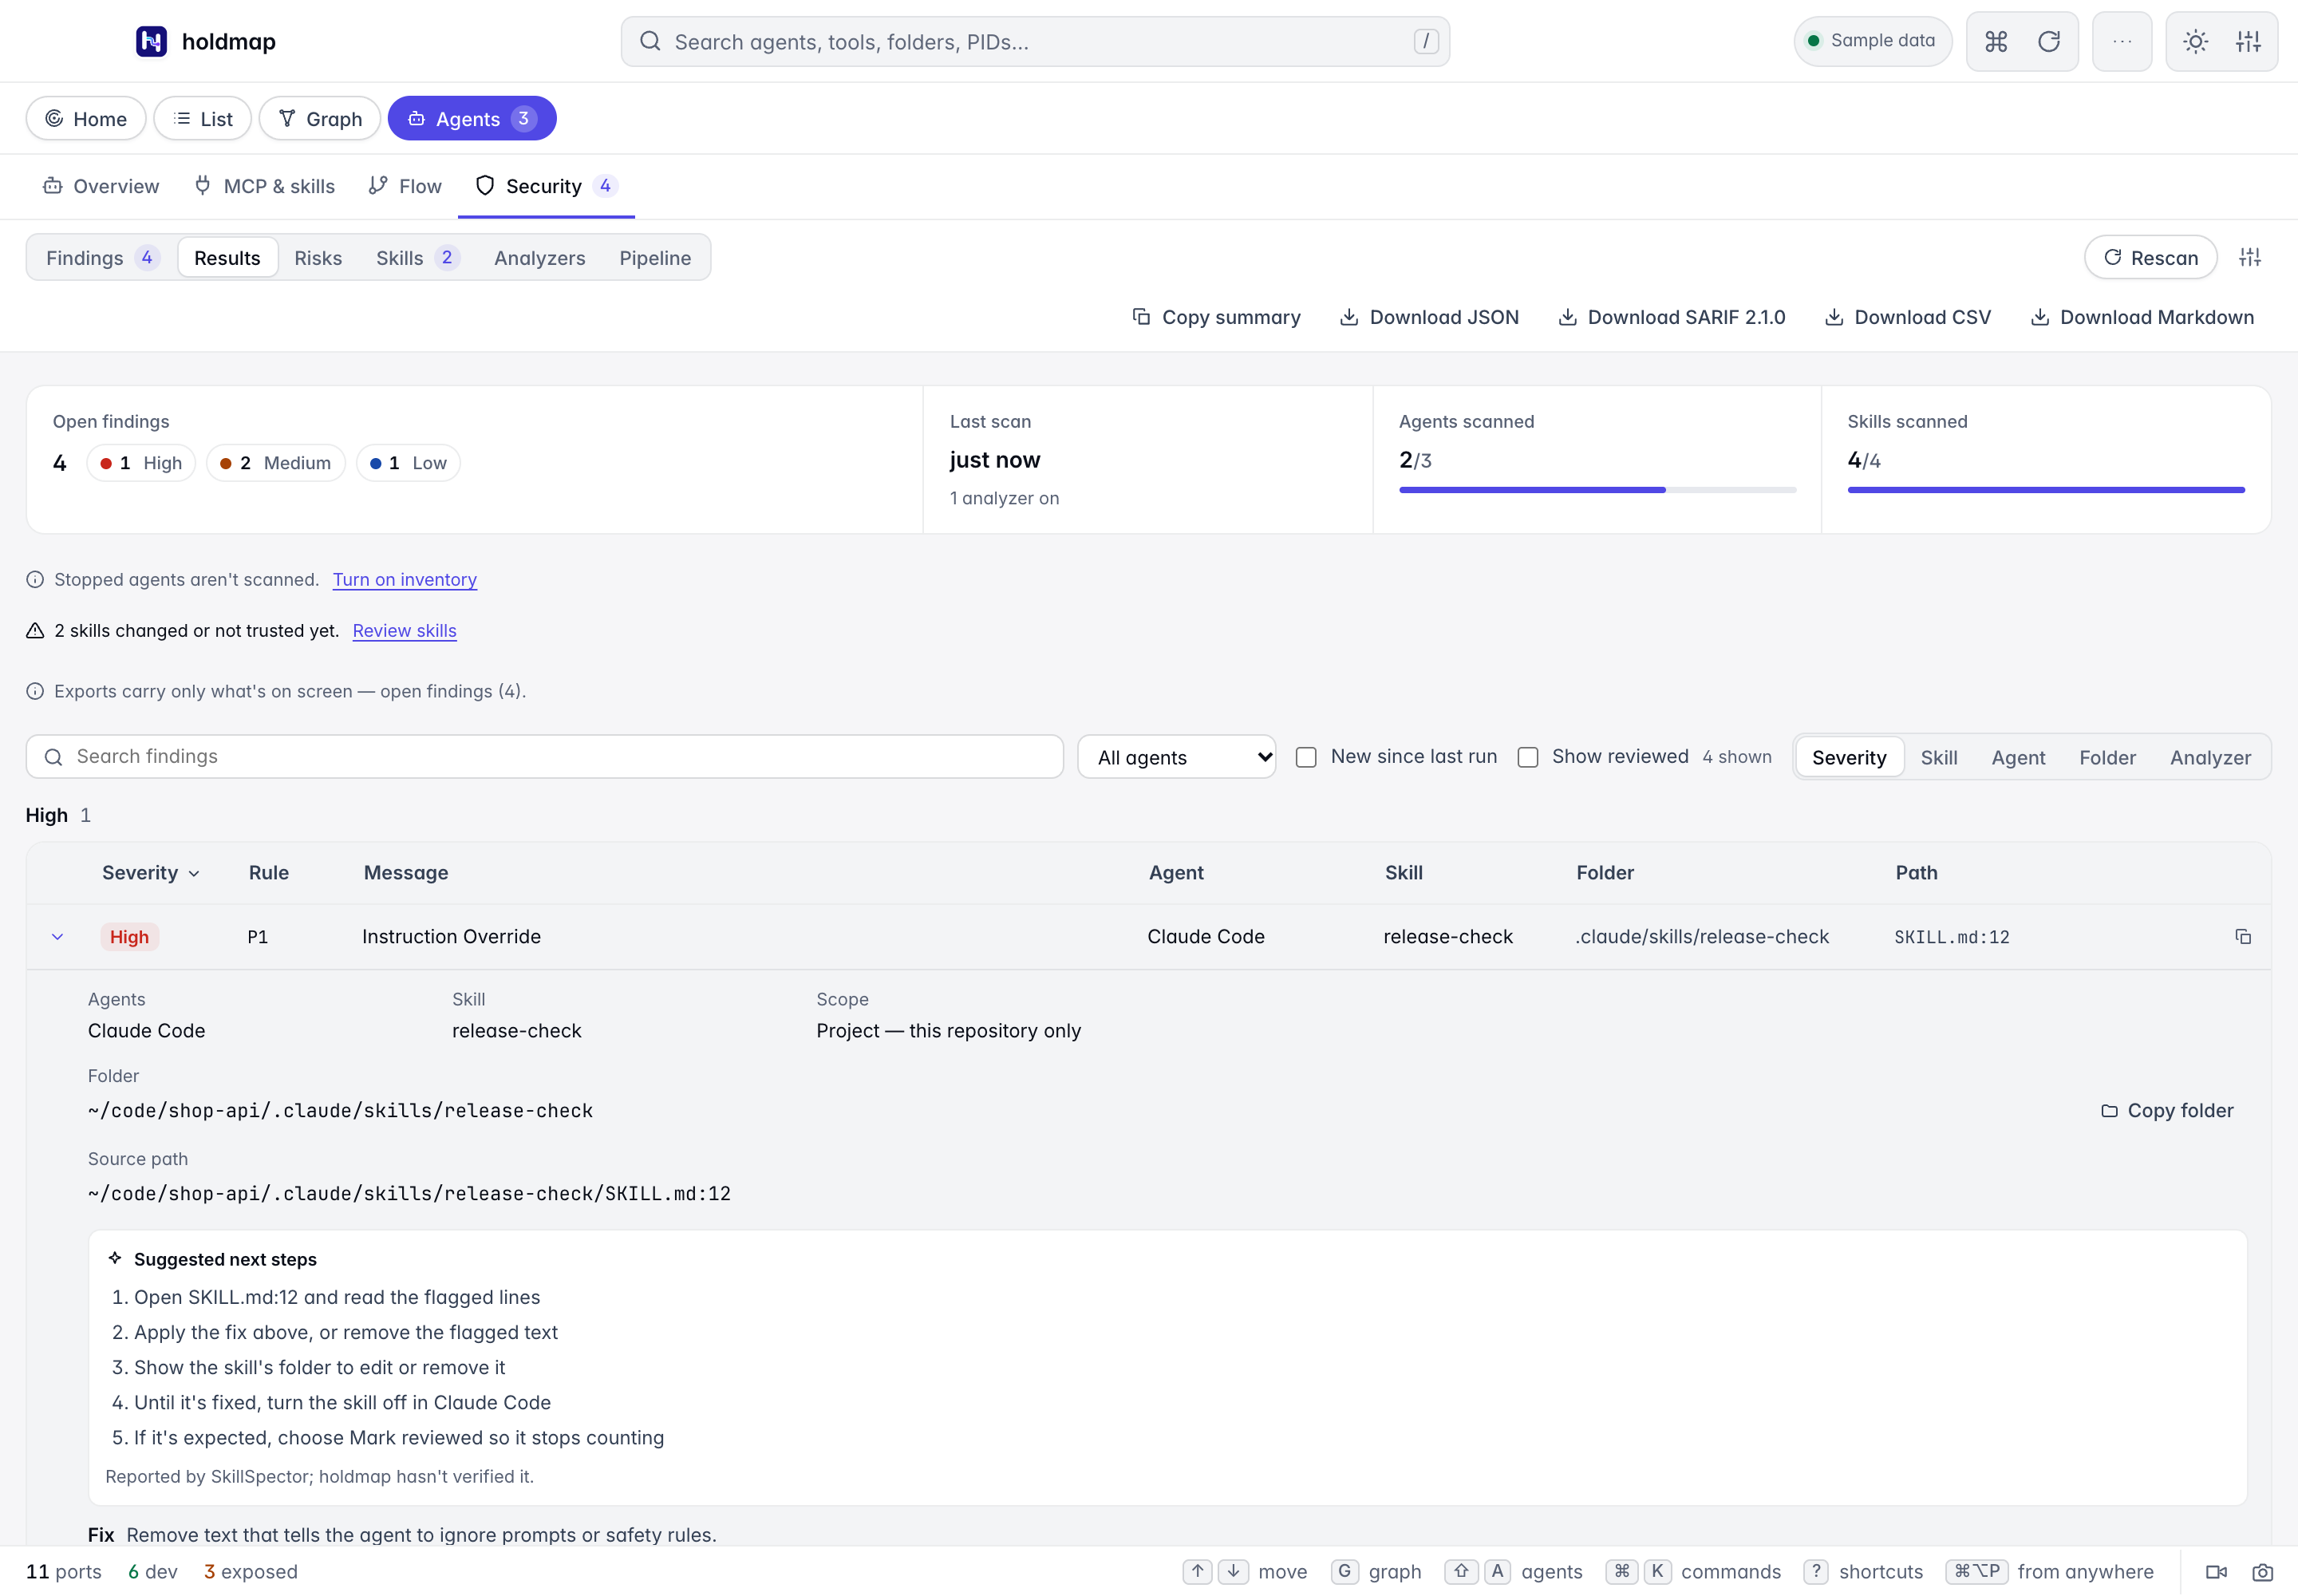 holdmap
Search agents, tools, folders, PIDs...
/
Sample data
Home
List
Graph
Agents 3
Overview
MCP & skills
Flow
Security 4
Findings 4
Results
Risks
Skills 2
Analyzers
Pipeline
Rescan
Copy summary
Download JSON
Download SARIF 2.1.0
Download CSV
Download Markdown
Open findings
4 1 High 2 Medium 1 Low
Last scan
just now
1 analyzer on
Agents scanned
2/3
Skills scanned
4/4
Stopped agents aren't scanned. Turn on inventory
2 skills changed or not trusted yet. Review skills
Exports carry only what's on screen — open findings (4).
Search findings
All agents
New since last run
Show reviewed
4 shown
Severity Skill Agent Folder Analyzer
High 1
Severity Rule Message Agent Skill Folder Path
High P1 Instruction Override Claude Code release-check .claude/skills/release-check SKILL.md:12
Agents Skill Scope
Claude Code release-check Project — this repository only
Folder
~/code/shop-api/.claude/skills/release-check
Copy folder
Source path
~/code/shop-api/.claude/skills/release-check/SKILL.md:12
Suggested next steps
1. Open SKILL.md:12 and read the flagged lines
2. Apply the fix above, or remove the flagged text
3. Show the skill's folder to edit or remove it
4. Until it's fixed, turn the skill off in Claude Code
5. If it's expected, choose Mark reviewed so it stops counting
Reported by SkillSpector; holdmap hasn't verified it.
Fix Remove text that tells the agent to ignore prompts or safety rules.
11 ports 6 dev 3 exposed
↑ ↓ move G graph ⇧ A agents ⌘ K commands ? shortcuts ⌘⌥P from anywhere